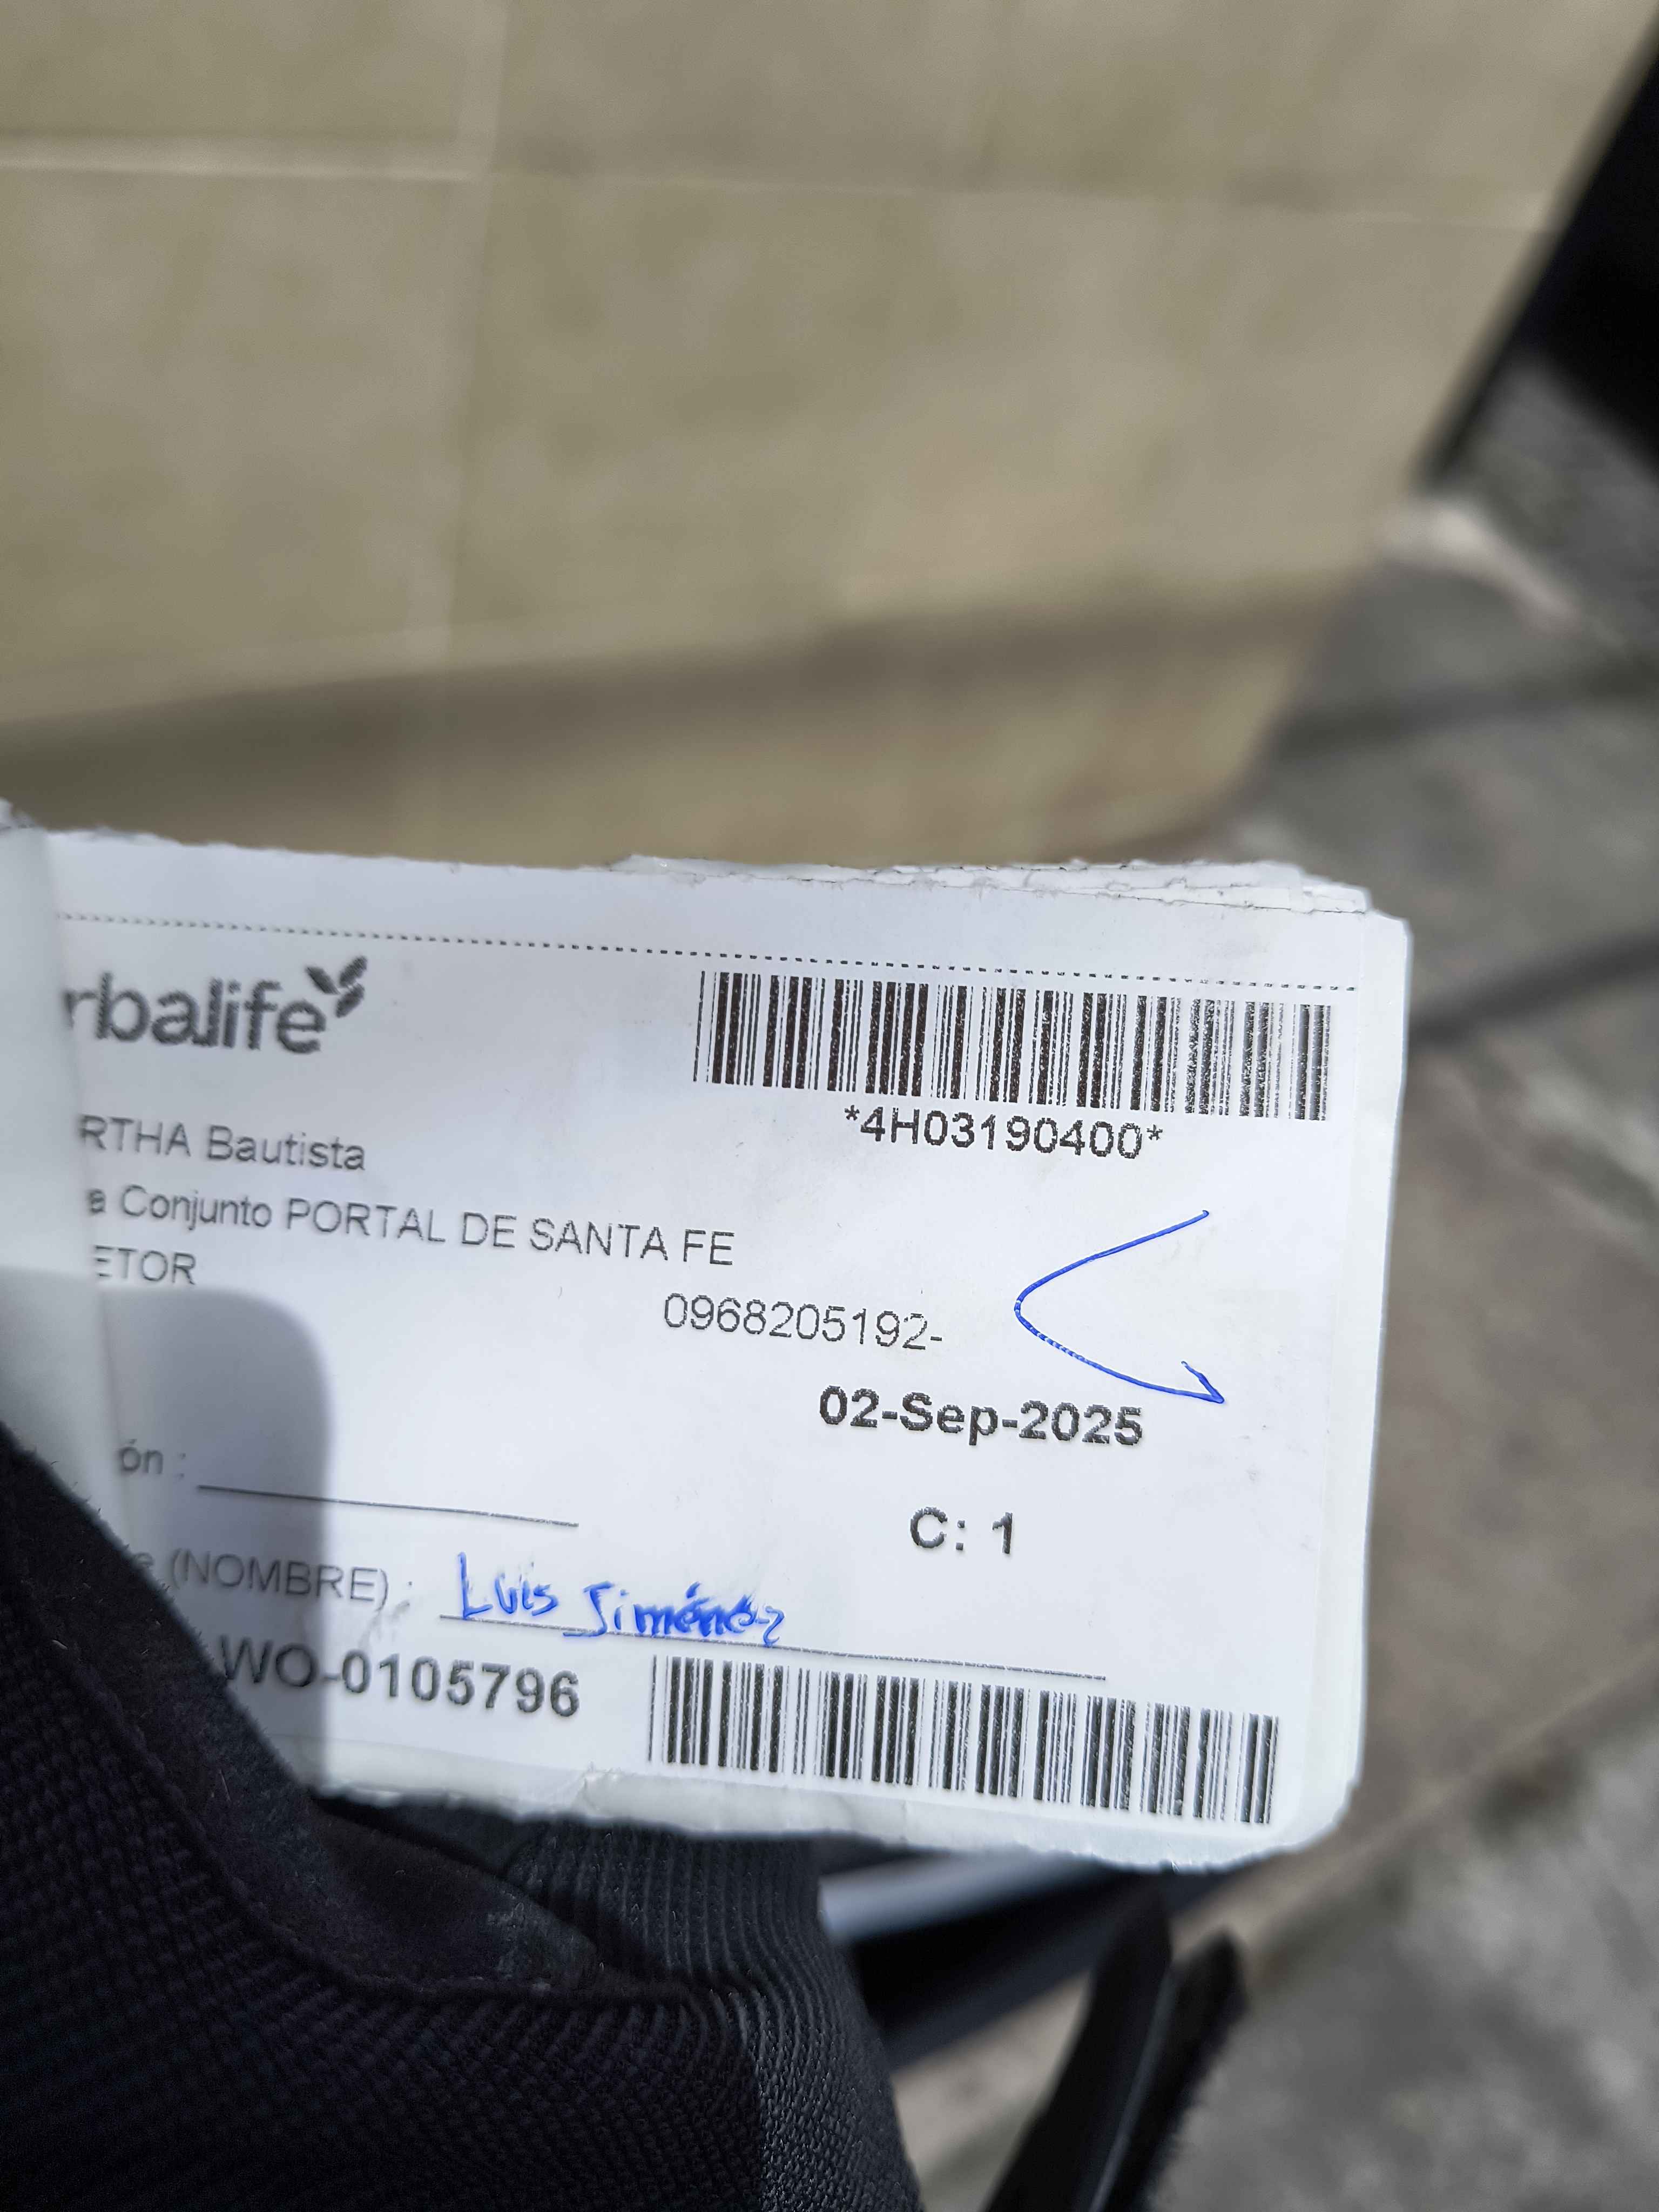 rbalife
*4H03190400*
RTHA Bautista
a Conjunto PORTAL DE SANTA FE
ETOR
0968205192-
02-Sep-2025
ón :
C: 1
e (NOMBRE) : Luis Jiménez
WO-0105796